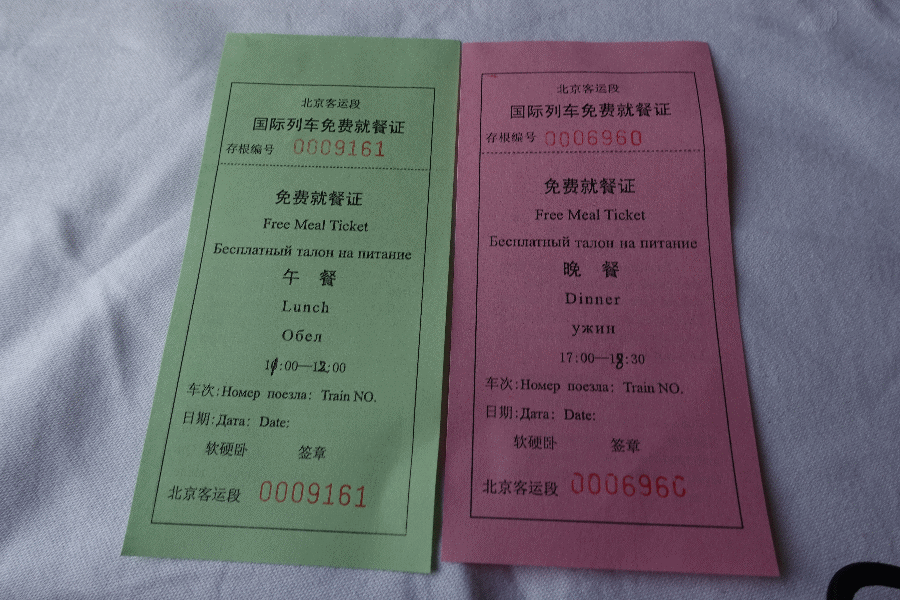 北京客运段
国际列车免费就餐证
存根编号 0009161
免费就餐证
Free Meal Ticket
Бесплатный талон на питание
午 餐
Lunch
Обел
11:00—12:00
车次:Номер поезла: Train NO.
日期:Дата: Date:
软硬卧 签章
北京客运段 0009161
北京客运段
国际列车免费就餐证
存根编号 0006960
免费就餐证
Free Meal Ticket
Бесплатный талон на питание
晚 餐
Dinner
ужин
17:00—18:30
车次:Номер поезла: Train NO.
日期:Дата: Date:
软硬卧 签章
北京客运段 0006960